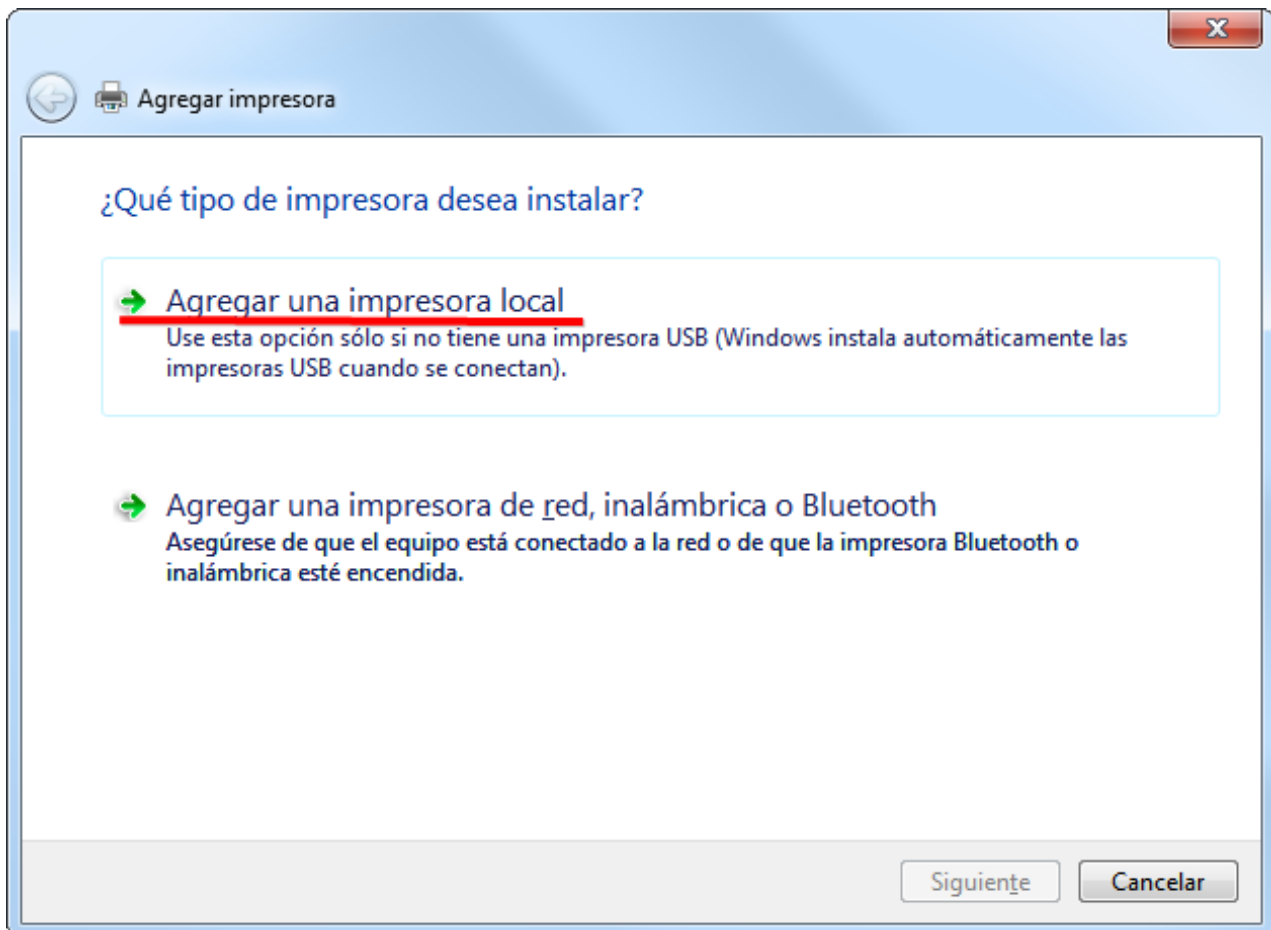 Agregar impresora
¿Qué tipo de impresora desea instalar?
Agregar una impresora local
Use esta opción sólo si no tiene una impresora USB (Windows instala automáticamente las
impresoras USB cuando se conectan).
Agregar una impresora de red, inalámbrica o Bluetooth
Asegúrese de que el equipo está conectado a la red o de que la impresora Bluetooth o
inalámbrica esté encendida.
Siguiente
Cancelar